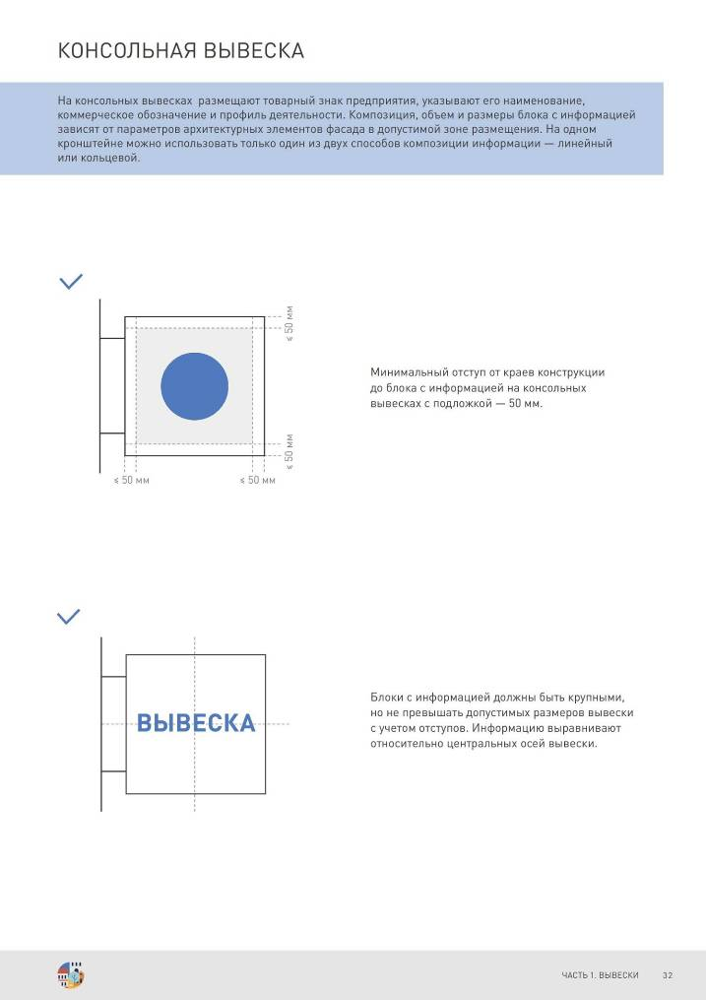 КОНСОЛЬНАЯ ВЫВЕСКА
На консольных вывесках размещают товарный знак предприятия, указывают его наименование,
коммерческое обозначение и профиль деятельности. Композиция, объем и размеры блока с информацией
зависят от параметров архитектурных элементов фасада в допустимой зоне размещения. На одном
кронштейне можно использовать только один из двух способов композиции информации — линейный
или кольцевой.
≤ 50 мм
Минимальный отступ от краев конструкции
до блока с информацией на консольных
вывесках с подложкой — 50 мм.
≤ 50 мм
≤ 50 мм
≤ 50 мм
ВЫВЕСКА
Блоки с информацией должны быть крупными,
но не превышать допустимых размеров вывески
с учетом отступов. Информацию выравнивают
относительно центральных осей вывески.
ЧАСТЬ 1. ВЫВЕСКИ 32